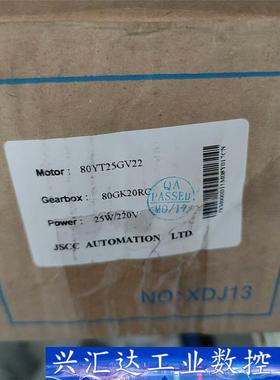 Motor : 80YT25GV22
Gearbox : 80GK20RC
Power : 25W/220V
JSCC AUTOMATION LTD
QA
PASSED
NO:XDJ13
兴汇达工业数控